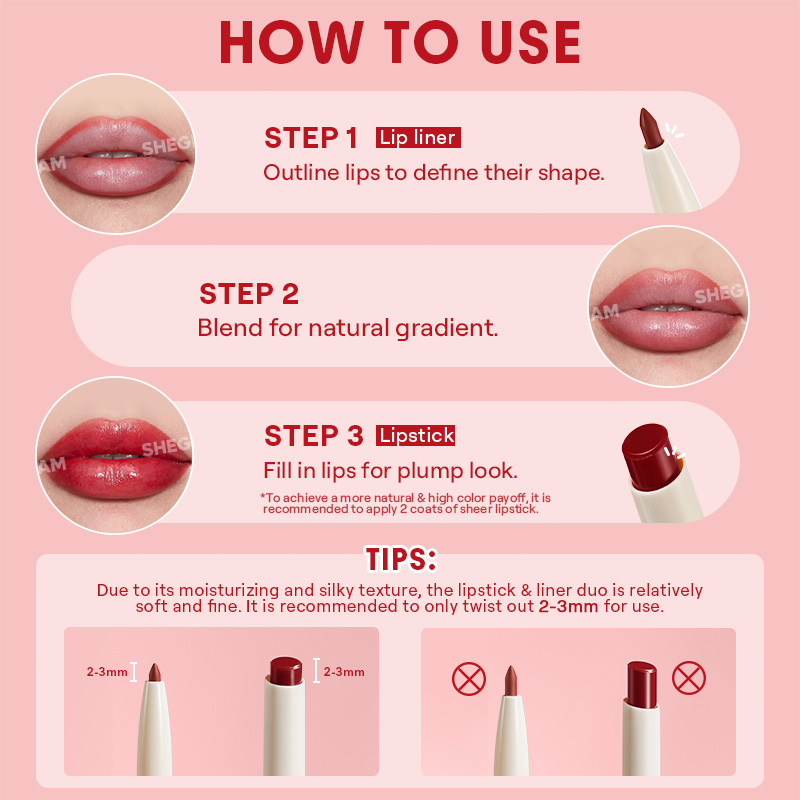 HOW TO USE
STEP 1 Lip liner
Outline lips to define their shape.
SHEG
AM
STEP 2
Blend for natural gradient.
SHEG
AM
STEP 3 Lipstick
Fill in lips for plump look.
*To achieve a more natural & high color payoff, it is
recommended to apply 2 coats of sheer lipstick.
SHEG
AM
TIPS:
Due to its moisturizing and silky texture, the lipstick & liner duo is relatively
soft and fine. It is recommended to only twist out 2-3mm for use.
2-3mm
2-3mm